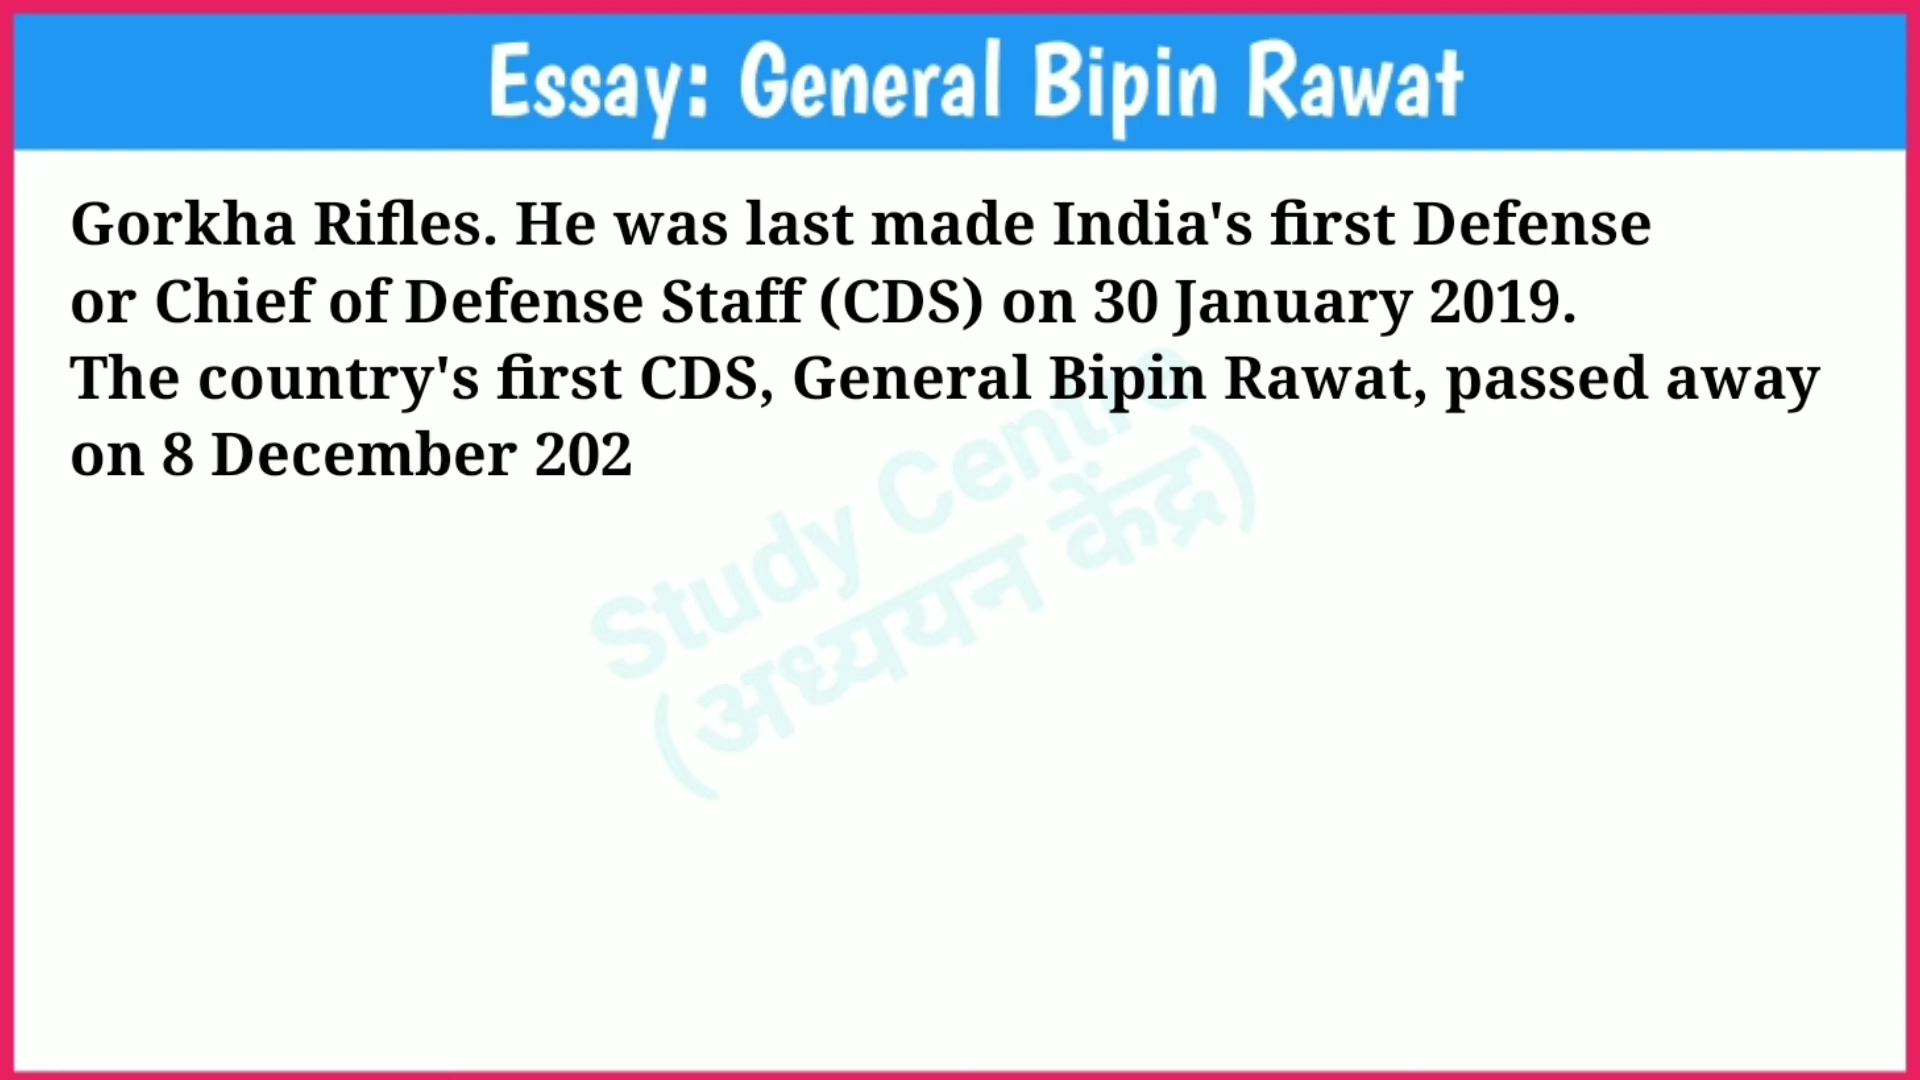 Essay: General Bipin Rawat
Gorkha Rifles. He was last made India's first Defense
or Chief of Defense Staff (CDS) on 30 January 2019.
The country's first CDS, General Bipin Rawat, passed away
on 8 December 202
Study Centre
(अध्ययन केंद्र)